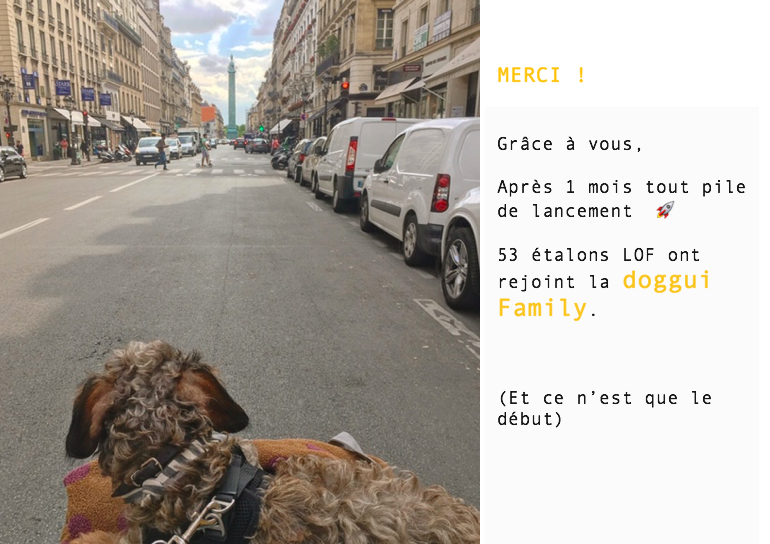 MERCI !
Grâce à vous,
Après 1 mois tout pile
de lancement 🚀
53 étalons LOF ont
rejoint la doggui
Family.
(Et ce n’est que le
début)